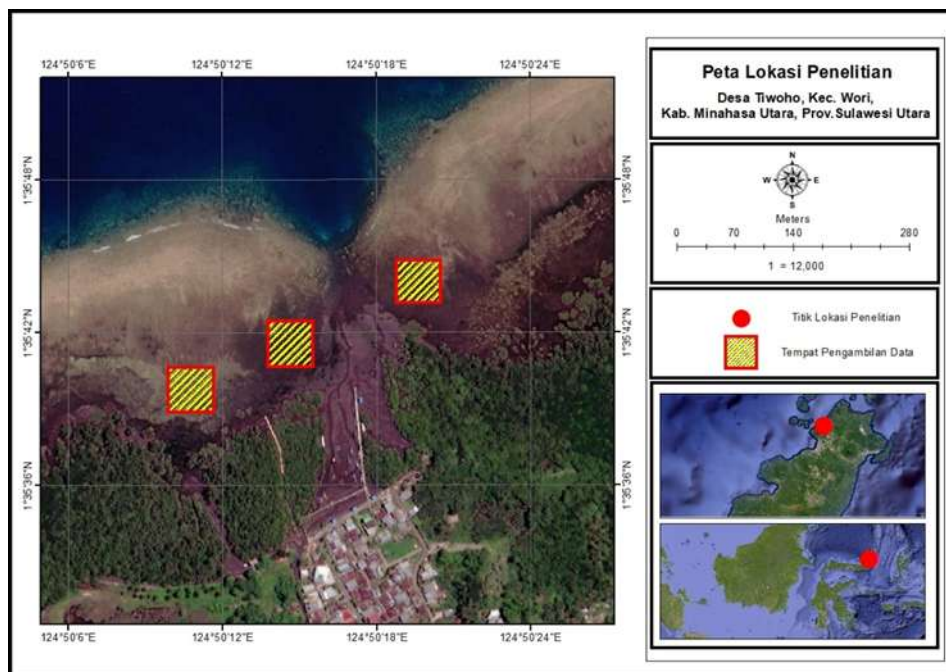 124°50'6"E
124°50'12"E
124°50'18"E
124°50'24"E
1°35'48"N
1°35'48"N
1°35'42"N
1°35'42"N
1°35'36"N
1°35'36"N
124°50'6"E
124°50'12"E
124°50'18"E
124°50'24"E
Peta Lokasi Penelitian
Desa Tiwoho, Kec. Wori,
Kab. Minahasa Utara, Prov.Sulawesi Utara
N
W E
S
Meters
0 70 140 280
1 = 12,000
Titik Lokasi Penelitian
Tempat Pengambilan Data